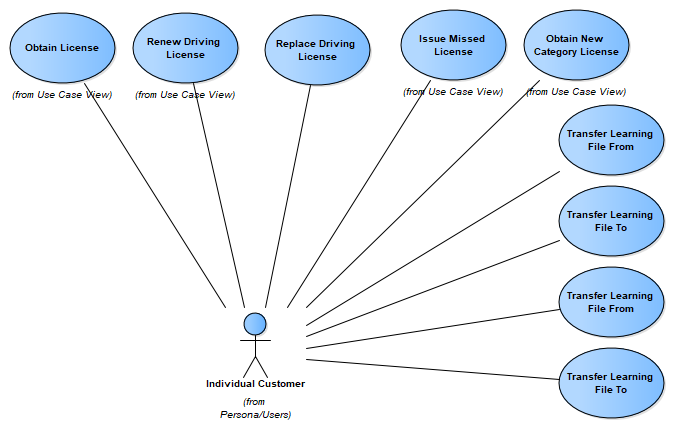 Obtain License
(from Use Case View)
Renew Driving
License
(from Use Case View)
Replace Driving
License
Issue Missed
License
(from Use Case View)
Obtain New
Category License
(from Use Case View)
Transfer Learning
File From
Transfer Learning
File To
Transfer Learning
File From
Transfer Learning
File To
Individual Customer
(from
Persona/Users)